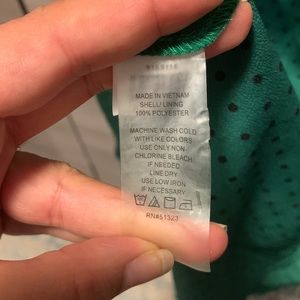 MADE IN VIETNAM
SHELL/ LINING
100% POLYESTER
MACHINE WASH COLD
WITH LIKE COLORS
USE ONLY NON-
CHLORINE BLEACH
IF NEEDED
LINE DRY
USE LOW IRON
IF NECESSARY
RN#51323